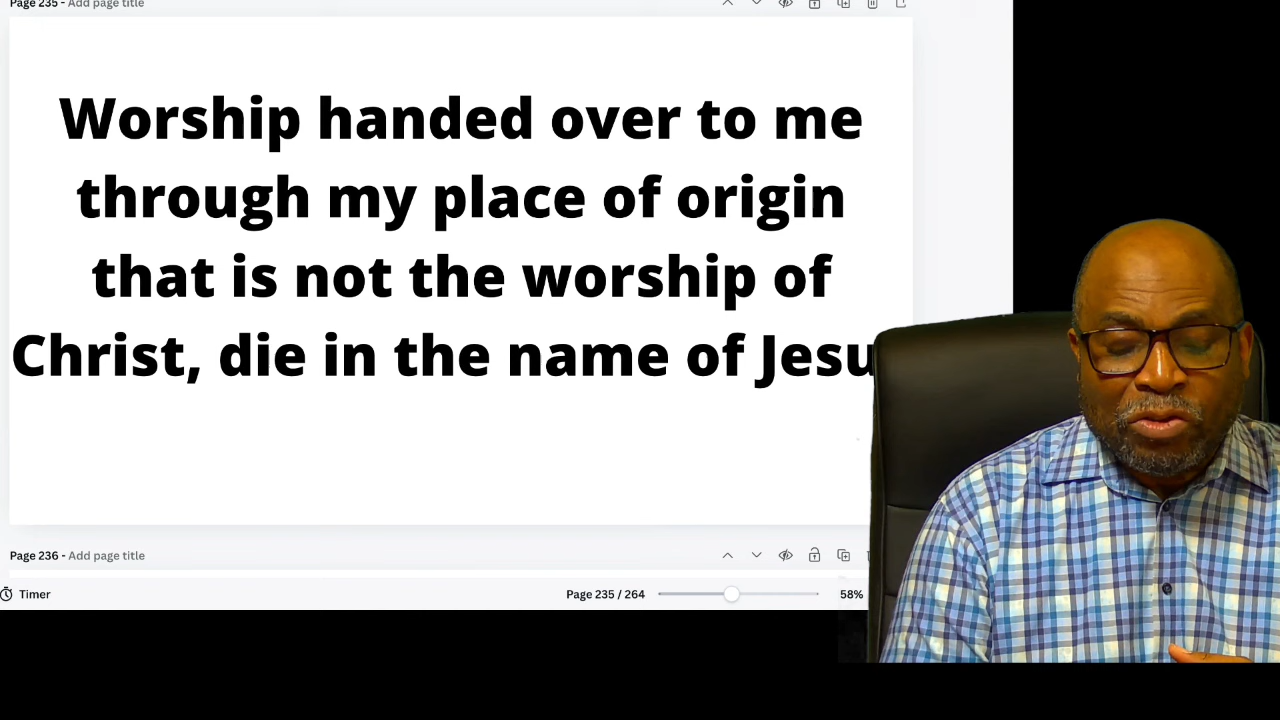 Page 235 - Add page title
Worship handed over to me
through my place of origin
that is not the worship of
Christ, die in the name of Jesu
Page 236 - Add page title
Timer
Page 235 / 264
58%